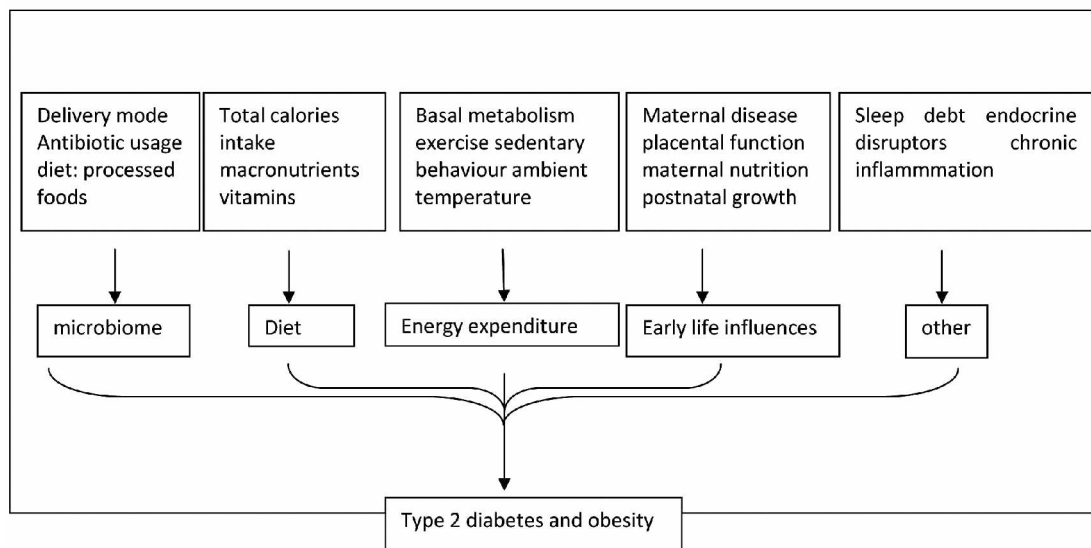 Delivery mode
Antibiotic usage
diet: processed
foods
Total calories
intake
macronutrients
vitamins
Basal metabolism
exercise sedentary
behaviour ambient
temperature
Maternal disease
placental function
maternal nutrition
postnatal growth
Sleep debt endocrine
disruptors chronic
inflammmation
microbiome
Diet
Energy expenditure
Early life influences
other
Type 2 diabetes and obesity